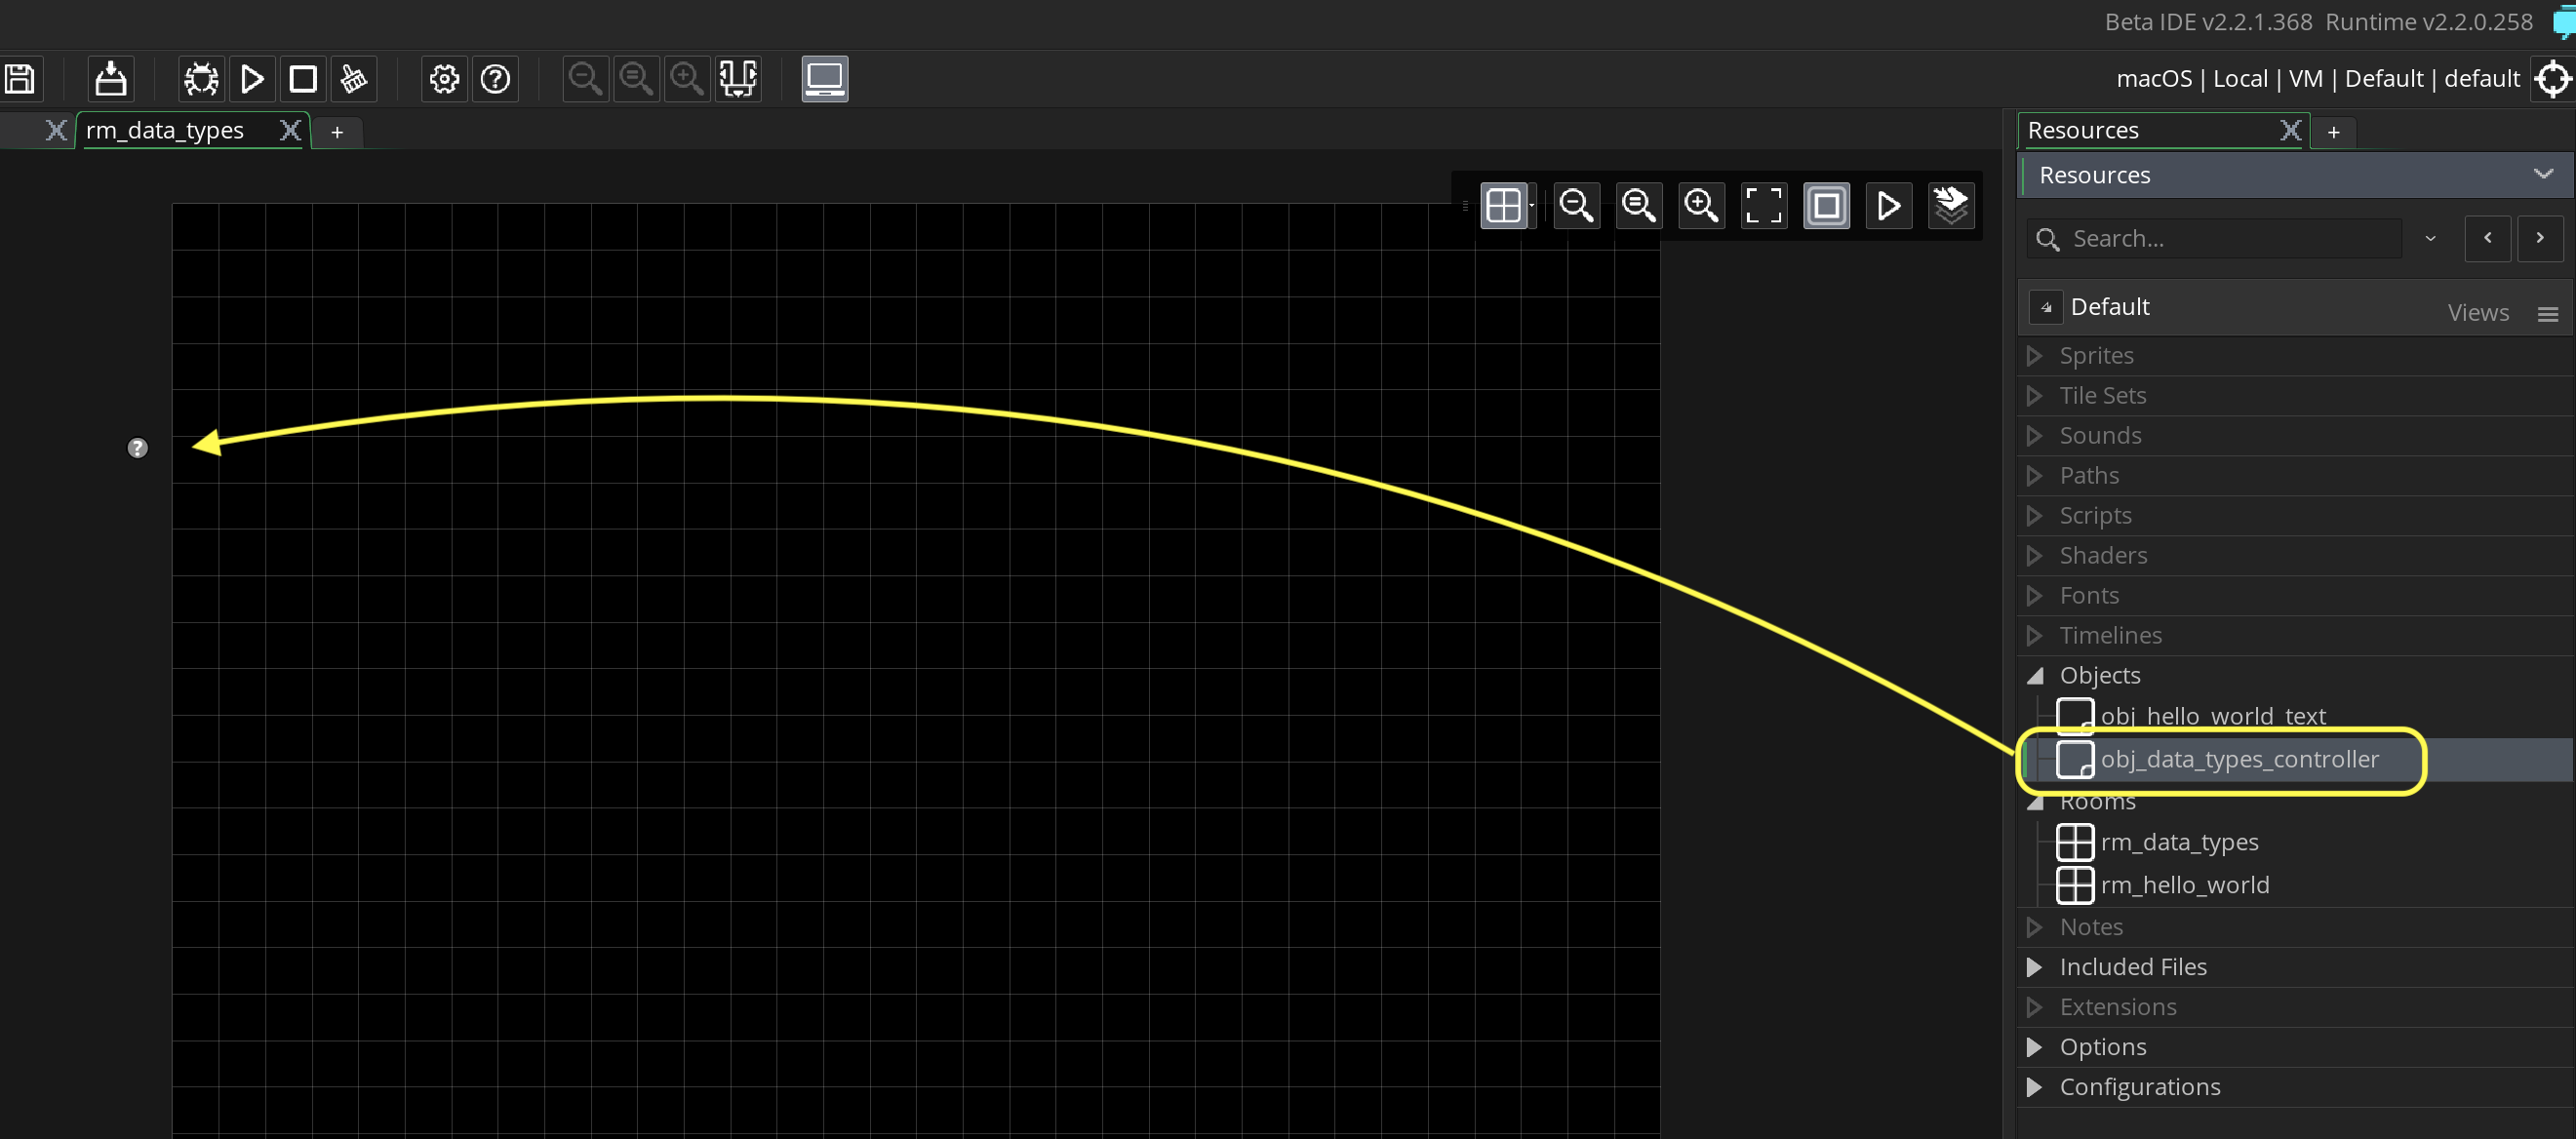 Beta IDE v2.2.1.368 Runtime v2.2.0.258
macOS | Local | VM | Default | default
rm_data_types
Resources
Resources
Search...
Default
Views
Sprites
Tile Sets
Sounds
Paths
Scripts
Shaders
Fonts
Timelines
Objects
obj_hello_world_text
obj_data_types_controller
Rooms
rm_data_types
rm_hello_world
Notes
Included Files
Extensions
Options
Configurations